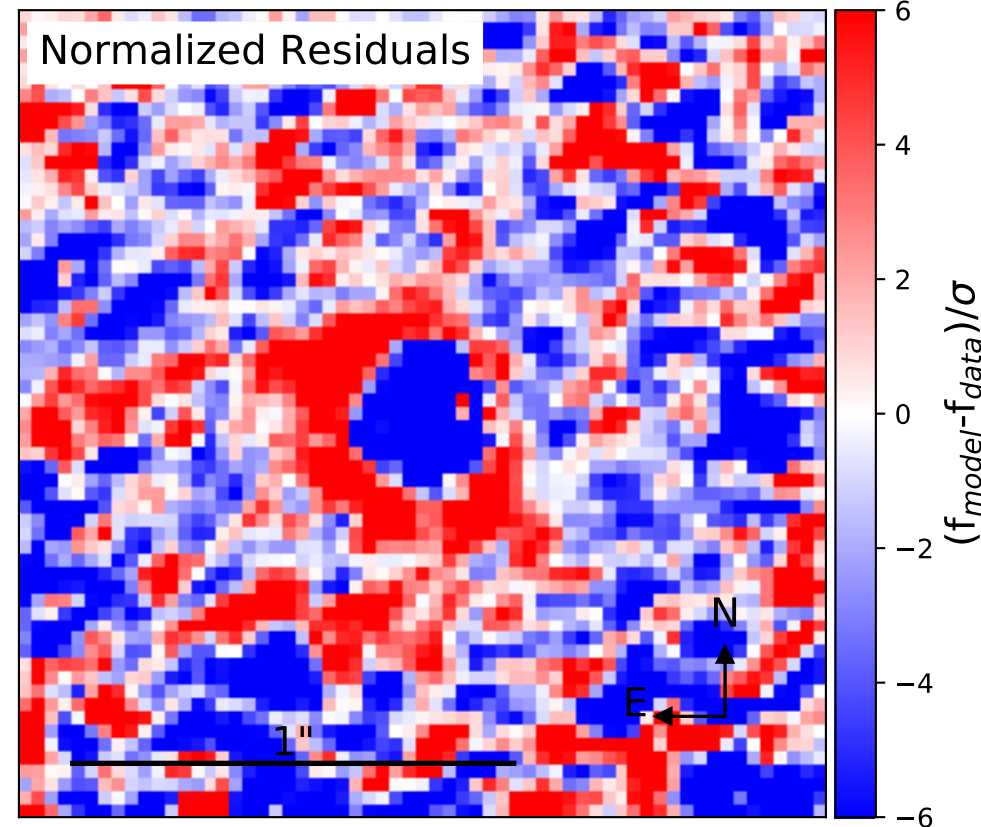 Normalized Residuals
6
4
2
0
−2
−4
−6
(f_model-f_data)/σ
N
E
1"